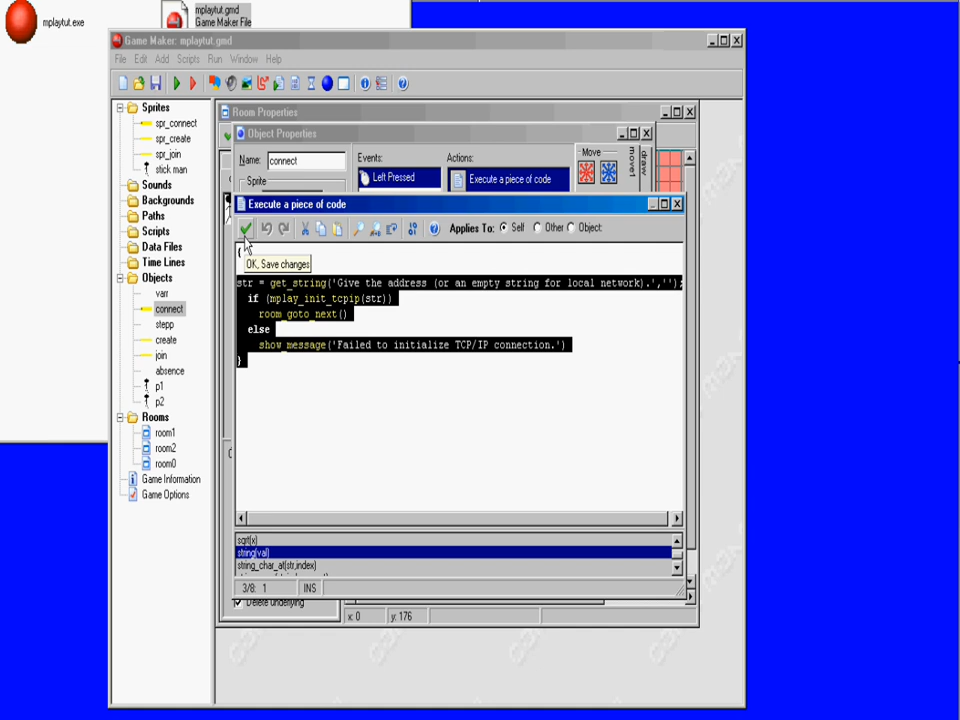 mplaytut.exe
mplaytut.gmd
Game Maker File
Game Maker: mplaytut.gmd
File Edit Add Scripts Run Window Help
Sprites
spr_connect
spr_create
spr_join
stick man
Sounds
Backgrounds
Paths
Scripts
Data Files
Time Lines
Objects
varr
connect
stepp
create
join
absence
p1
p2
Rooms
room1
room2
room0
Game Information
Game Options
Room Properties
Object Properties
Name: connect
Sprite
Events:
Left Pressed
Actions:
Execute a piece of code
Move
move1
draw
Execute a piece of code
Applies To: Self Other Object:
{
OK, Save changes
str = get_string('Give the address (or an empty string for local network).','');
if (mplay_init_tcpip(str))
room_goto_next()
else
show_message('Failed to initialize TCP/IP connection.')
}
sqrt(x)
string(val)
string_char_at(str,index)
3/8: 1 INS
Delete underlying
x: 0 y: 176